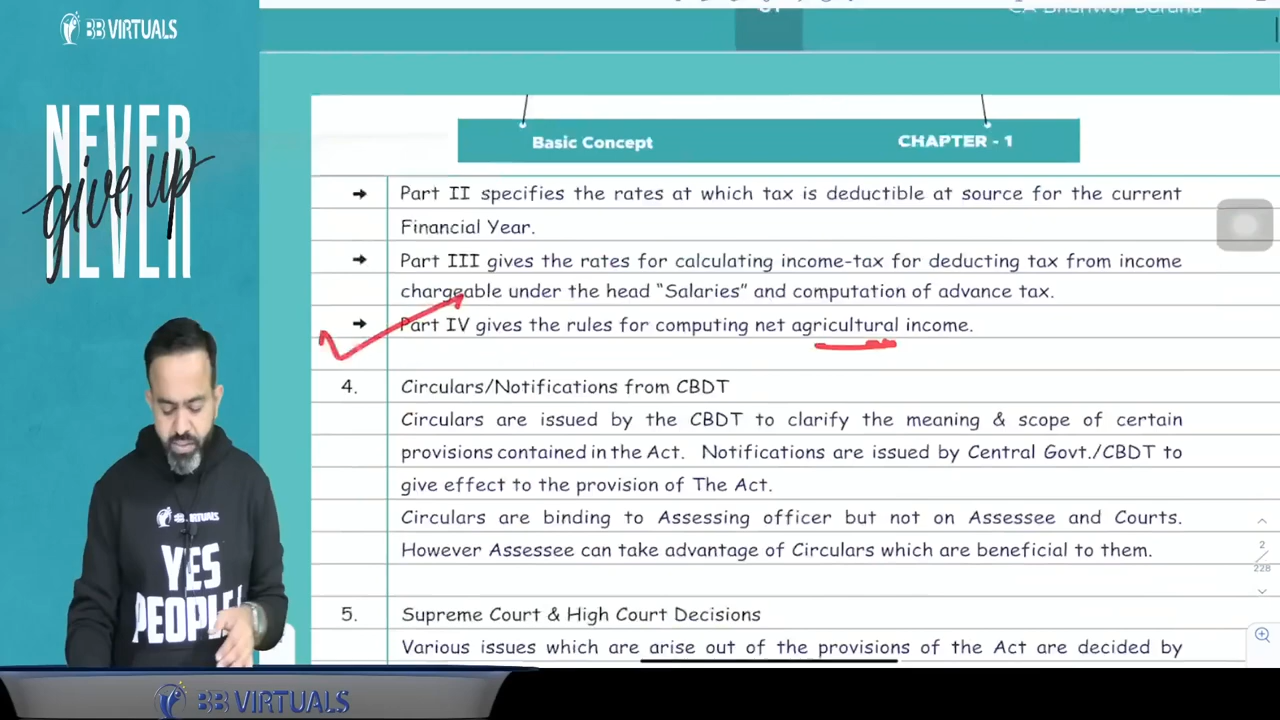 BB VIRTUALS
NEVER
give up
NEVER
Basic Concept CHAPTER - 1
→ Part II specifies the rates at which tax is deductible at source for the current
Financial Year.
→ Part III gives the rates for calculating income-tax for deducting tax from income
chargeable under the head “Salaries” and computation of advance tax.
→ Part IV gives the rules for computing net agricultural income.
4. Circulars/Notifications from CBDT
Circulars are issued by the CBDT to clarify the meaning & scope of certain
provisions contained in the Act. Notifications are issued by Central Govt./CBDT to
give effect to the provision of The Act.
Circulars are binding to Assessing officer but not on Assessee and Courts.
However Assessee can take advantage of Circulars which are beneficial to them.
5. Supreme Court & High Court Decisions
Various issues which are arise out of the provisions of the Act are decided by
2
228
BB VIRTUALS
YES
PEOPLE!
BB VIRTUALS